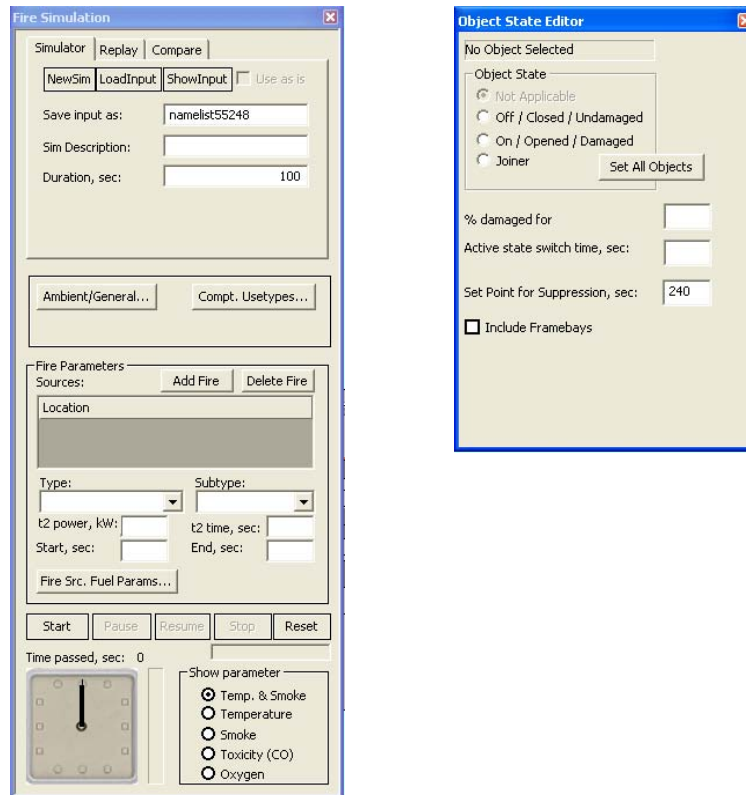 Fire Simulation
Simulator Replay Compare
NewSim LoadInput ShowInput Use as is
Save input as: namelist55248
Sim Description:
Duration, sec: 100
Ambient/General... Compt. Usetypes...
Fire Parameters
Sources: Add Fire Delete Fire
Location
Type: Subtype:
t2 power, kW: t2 time, sec:
Start, sec: End, sec:
Fire Src. Fuel Params...
Start Pause Resume Stop Reset
Time passed, sec: 0
Show parameter
Temp. & Smoke
Temperature
Smoke
Toxicity (CO)
Oxygen
Object State Editor
No Object Selected
Object State
Not Applicable
Off / Closed / Undamaged
On / Opened / Damaged
Joiner
Set All Objects
% damaged for
Active state switch time, sec:
Set Point for Suppression, sec: 240
Include Framebays